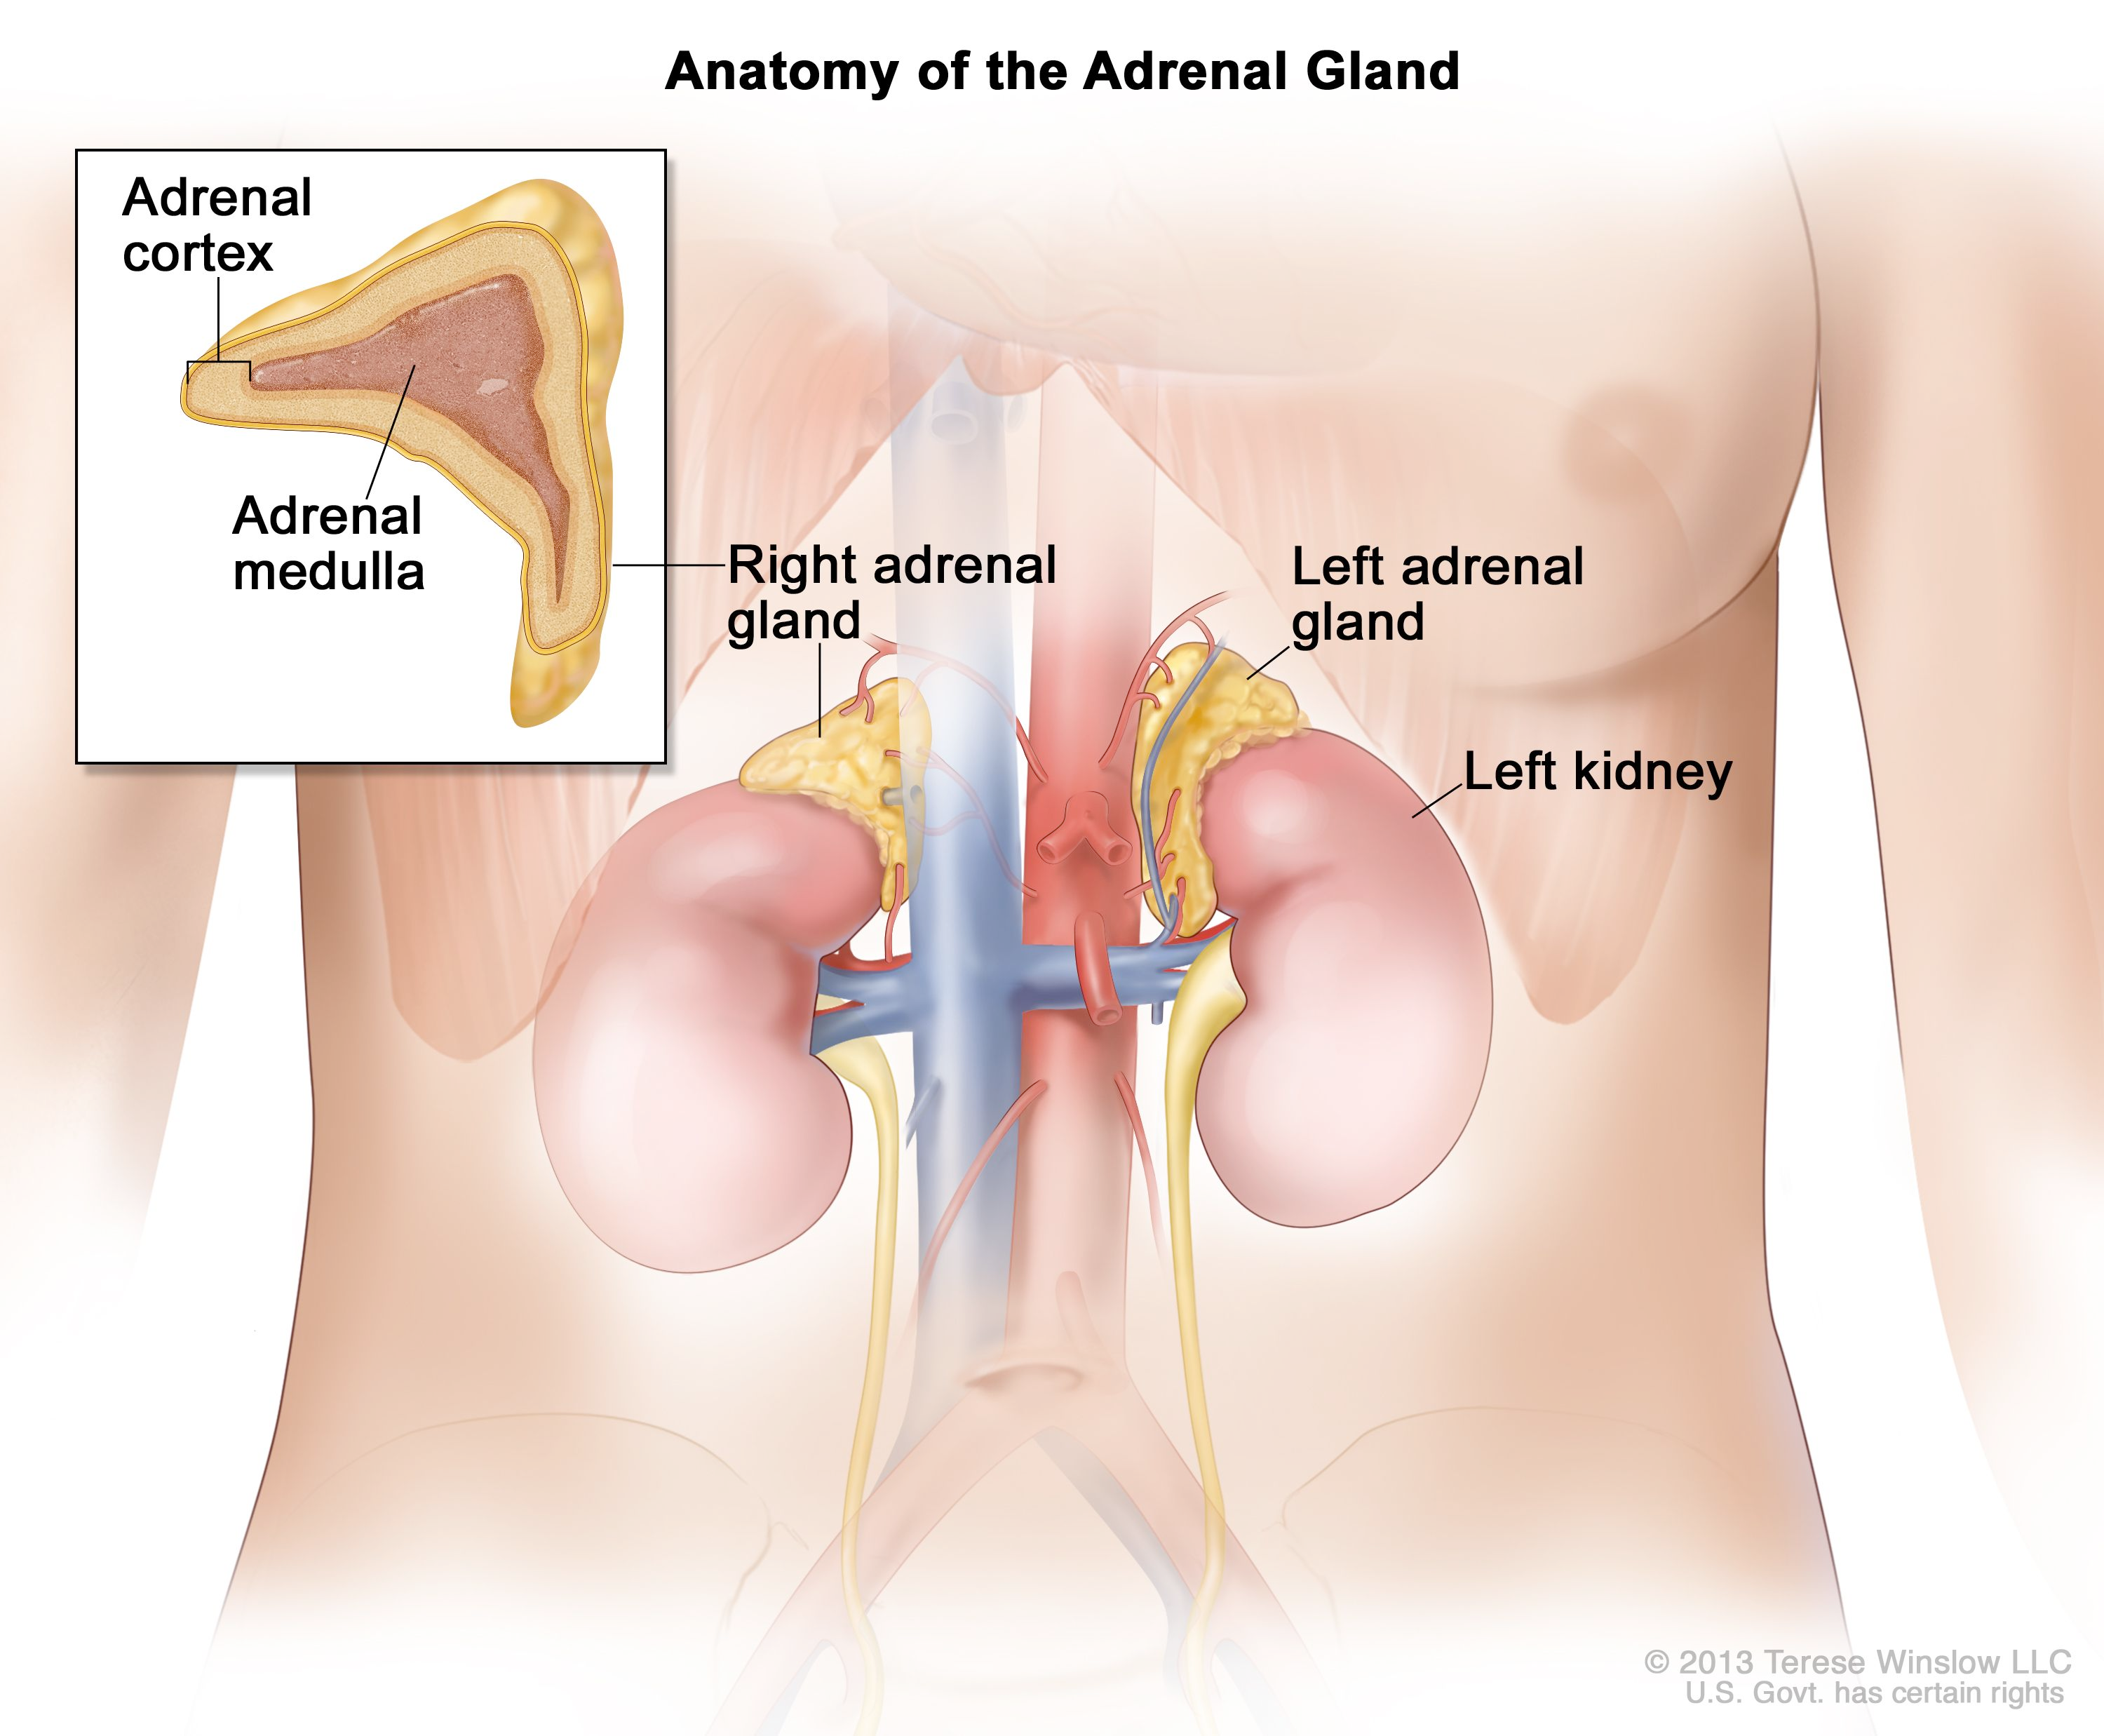 Anatomy of the Adrenal Gland
Adrenal
cortex
Adrenal
medulla
Right adrenal
gland
Left adrenal
gland
Left kidney
© 2013 Terese Winslow LLC
U.S. Govt. has certain rights